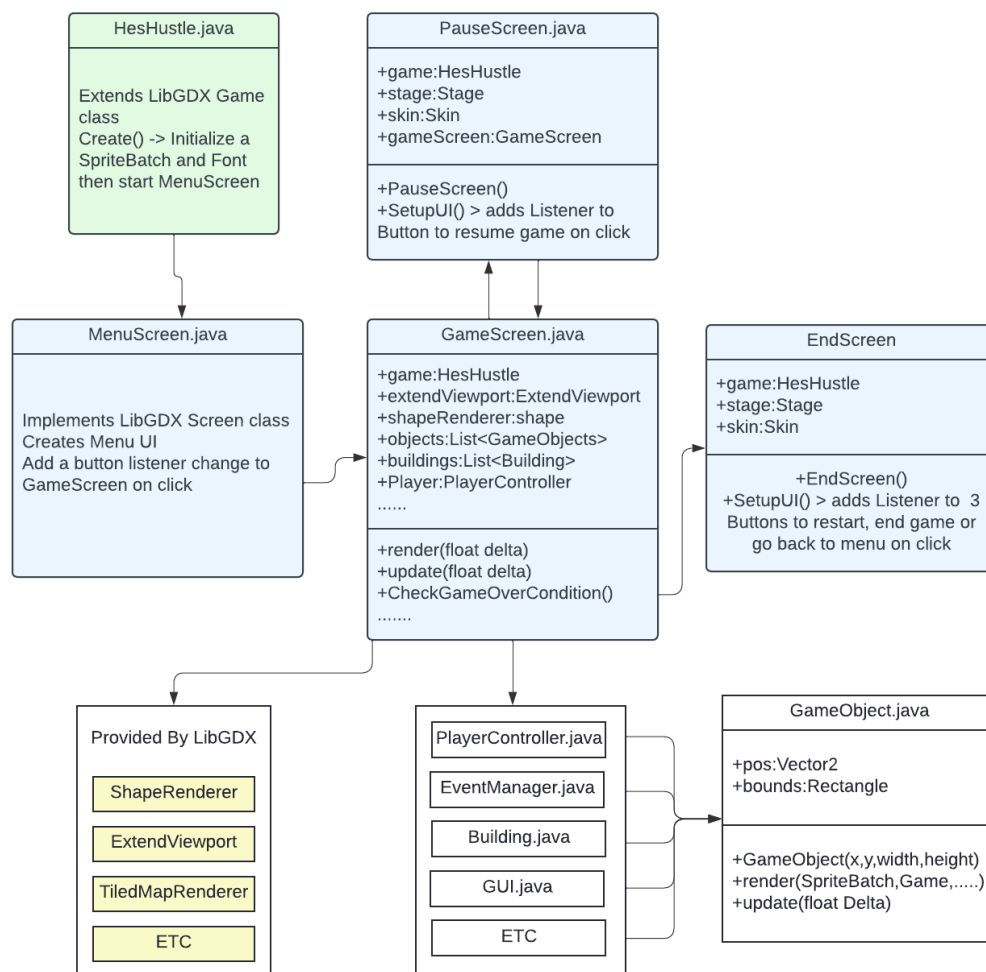 HesHustle.java
Extends LibGDX Game
class
Create() -> Initialize a
SpriteBatch and Font
then start MenuScreen
PauseScreen.java
+game:HesHustle
+stage:Stage
+skin:Skin
+gameScreen:GameScreen
+PauseScreen()
+SetupUI() > adds Listener to
Button to resume game on click
MenuScreen.java
Implements LibGDX Screen class
Creates Menu UI
Add a button listener change to
GameScreen on click
GameScreen.java
+game:HesHustle
+extendViewport:ExtendViewport
+shapeRenderer:shape
+objects:List<GameObjects>
+buildings:List<Building>
+Player:PlayerController
......
+render(float delta)
+update(float delta)
+CheckGameOverCondition()
.......
EndScreen
+game:HesHustle
+stage:Stage
+skin:Skin
+EndScreen()
+SetupUI() > adds Listener to 3
Buttons to restart, end game or
go back to menu on click
Provided By LibGDX
ShapeRenderer
ExtendViewport
TiledMapRenderer
ETC
PlayerController.java
EventManager.java
Building.java
GUI.java
ETC
GameObject.java
+pos:Vector2
+bounds:Rectangle
+GameObject(x,y,width,height)
+render(SpriteBatch,Game,.....)
+update(float Delta)